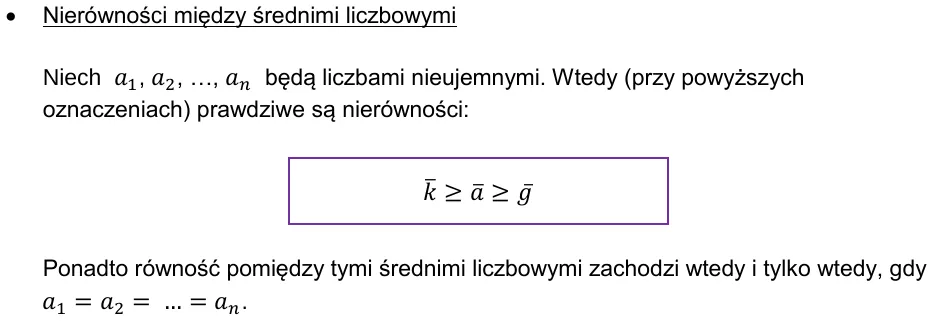 • Nierówności między średnimi liczbowymi
Niech a₁, a₂, …, aₙ będą liczbami nieujemnymi. Wtedy (przy powyższych
oznaczeniach) prawdziwe są nierówności:
k̄ ≥ ā ≥ ḡ
Ponadto równość pomiędzy tymi średnimi liczbowymi zachodzi wtedy i tylko wtedy, gdy
a₁ = a₂ = … = aₙ.